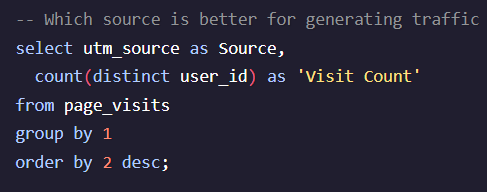 -- Which source is better for generating traffic
select utm_source as Source,
  count(distinct user_id) as 'Visit Count'
from page_visits
group by 1
order by 2 desc;